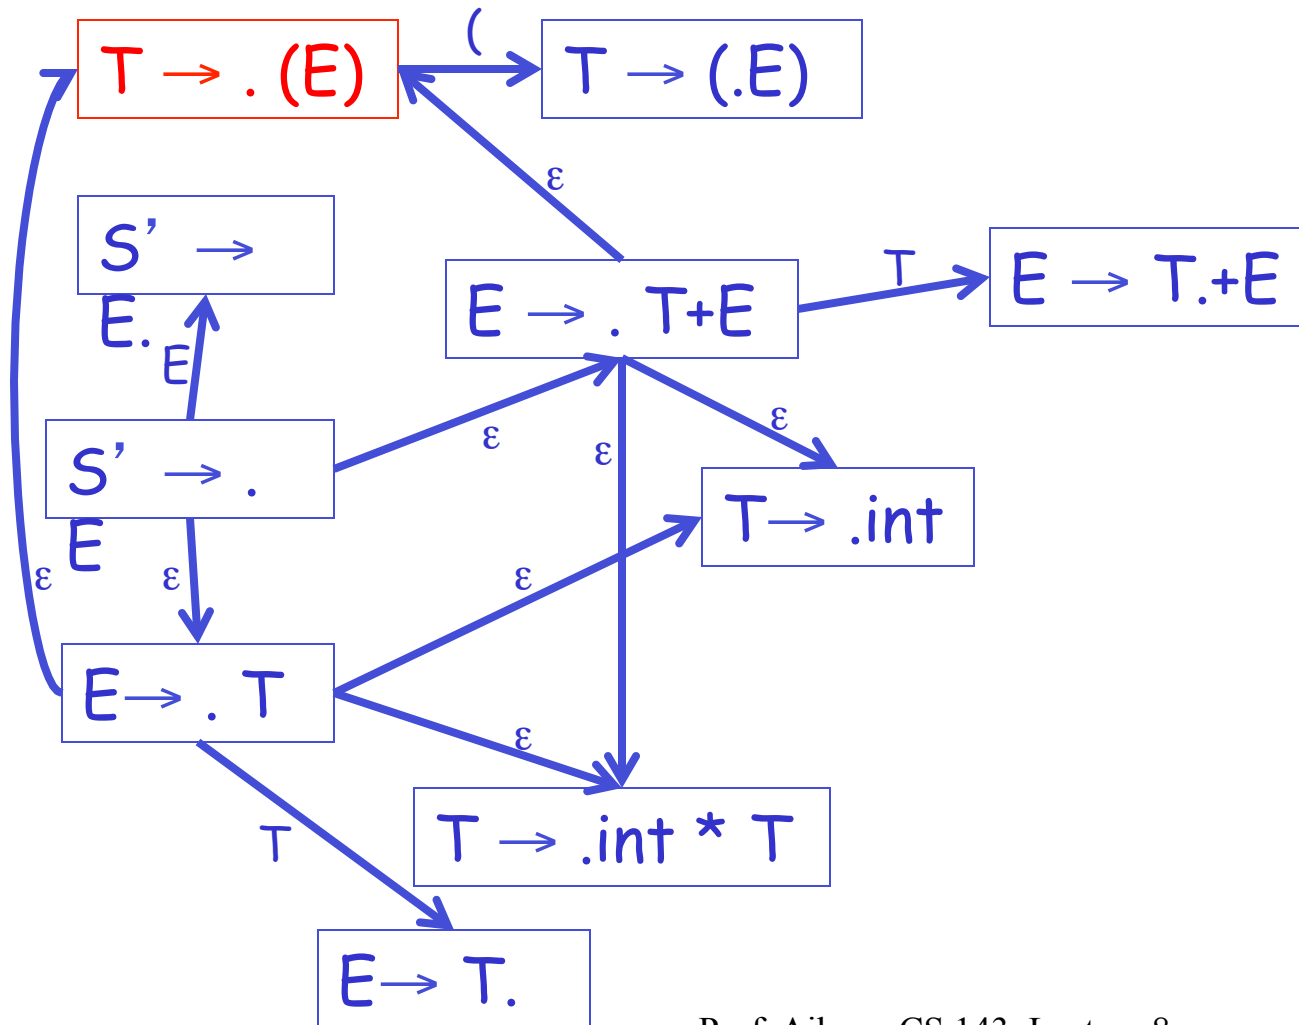 (
T → . (E)
T → (.E)
ε
S' →
E.
T
E → . T+E
E → T.+E
E
ε
ε
ε
S' → .
E
T → .int
ε
ε
ε
E → . T
ε
T
T → .int * T
E → T.